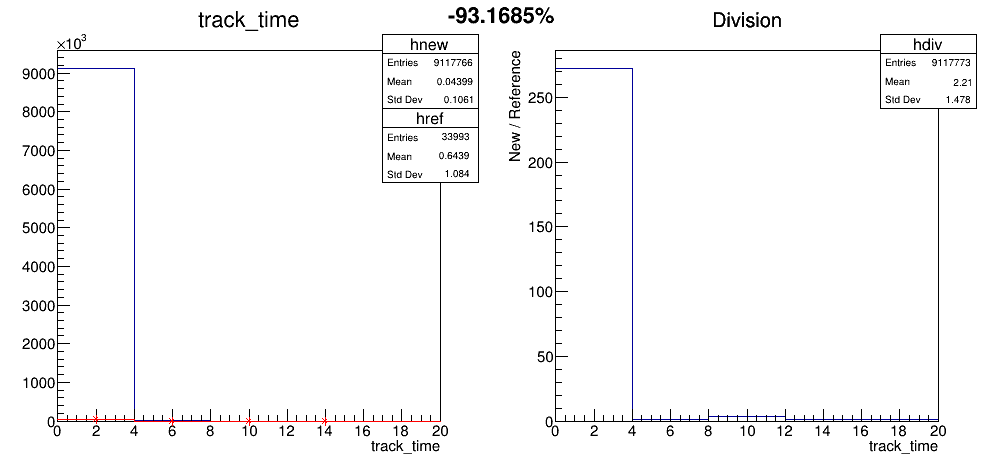 track_time
-93.1685%
Division
×10³
hnew
Entries 9117766
Mean 0.04399
Std Dev 0.1061
href
Entries 33993
Mean 0.6439
Std Dev 1.084
9000
8000
7000
6000
5000
4000
3000
2000
1000
0
0 2 4 6 8 10 12 14 16 18 20
track_time
hdiv
Entries 9117773
Mean 2.21
Std Dev 1.478
New / Reference
250
200
150
100
50
0
0 2 4 6 8 10 12 14 16 18 20
track_time